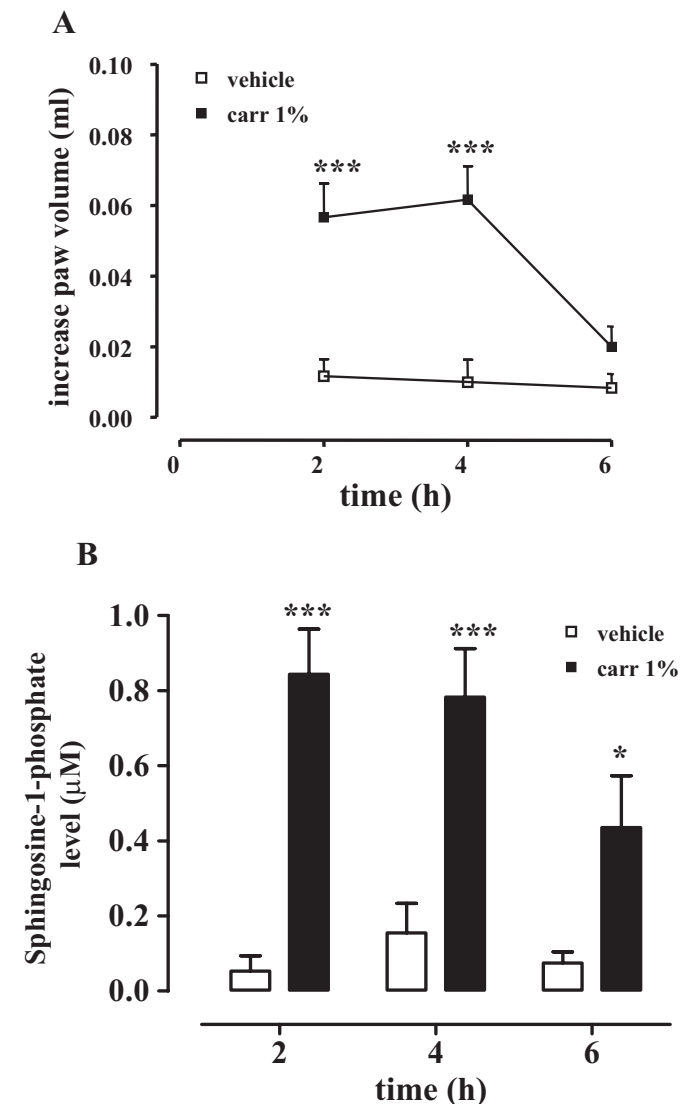 A
0.10
0.08
0.06
0.04
0.02
0.00
increase paw volume (ml)
vehicle
carr 1%
***
***
0 2 4 6
time (h)
B
1.0
0.8
0.6
0.4
0.2
0.0
Sphingosine-1-phosphate
level (μM)
vehicle
carr 1%
***
***
*
2 4 6
time (h)